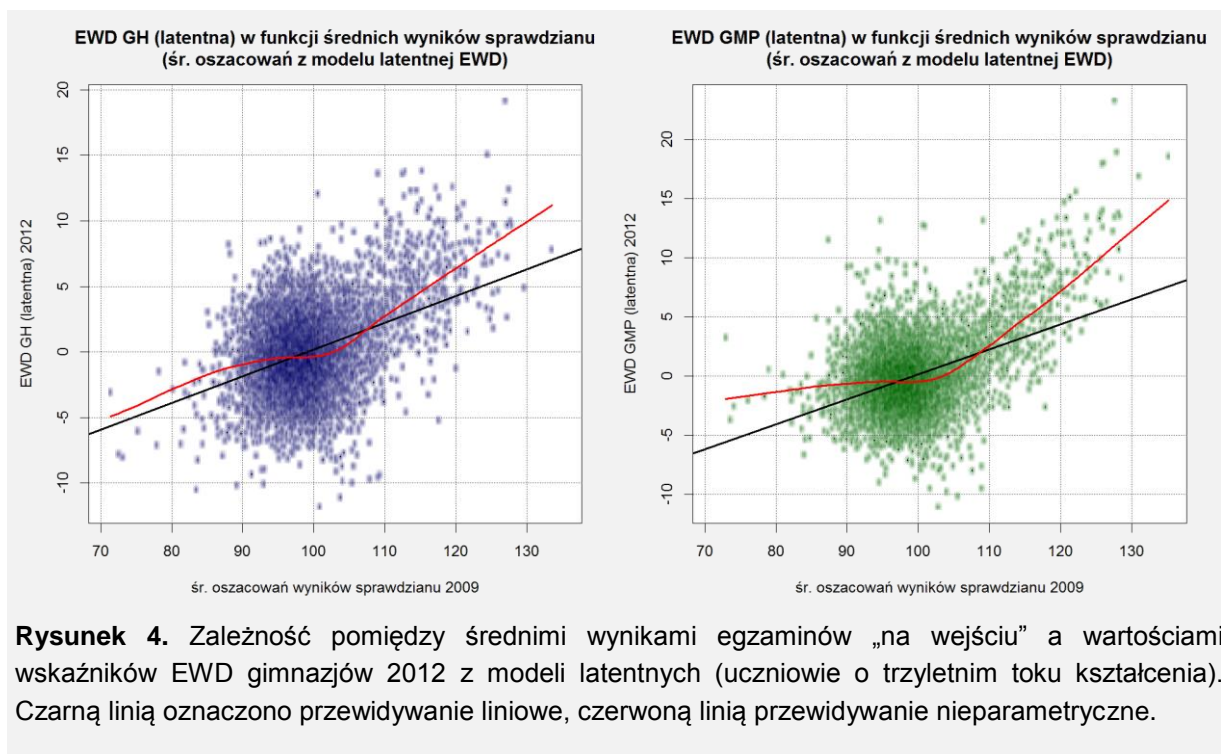 EWD GH (latentna) w funkcji średnich wyników sprawdzianu
(śr. oszacowań z modelu latentnej EWD)
20
15
10
5
0
-5
-10
EWD GH (latentna) 2012
70 80 90 100 110 120 130
śr. oszacowań wyników sprawdzianu 2009
EWD GMP (latentna) w funkcji średnich wyników sprawdzianu
(śr. oszacowań z modelu latentnej EWD)
20
15
10
5
0
-5
-10
EWD GMP (latentna) 2012
70 80 90 100 110 120 130
śr. oszacowań wyników sprawdzianu 2009
Rysunek 4. Zależność pomiędzy średnimi wynikami egzaminów „na wejściu” a wartościami
wskaźników EWD gimnazjów 2012 z modeli latentnych (uczniowie o trzyletnim toku kształcenia).
Czarną linią oznaczono przewidywanie liniowe, czerwoną linią przewidywanie nieparametryczne.